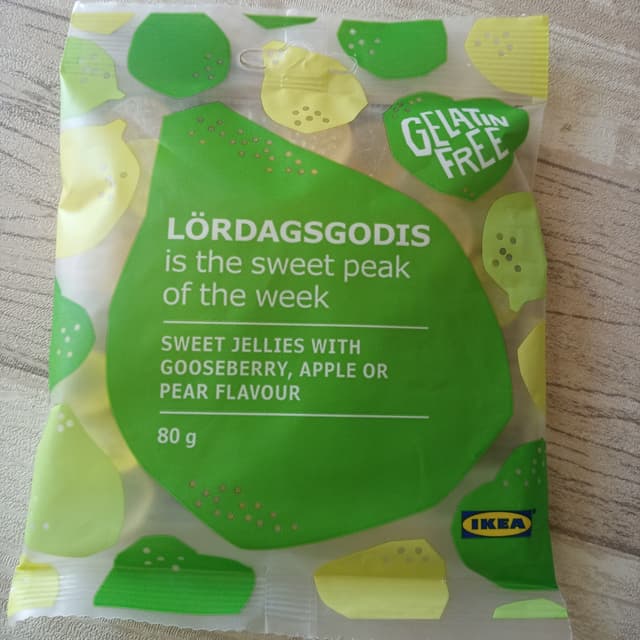 GELATIN
FREE
LÖRDAGSGODIS
is the sweet peak
of the week
SWEET JELLIES WITH
GOOSEBERRY, APPLE OR
PEAR FLAVOUR
80 g
IKEA